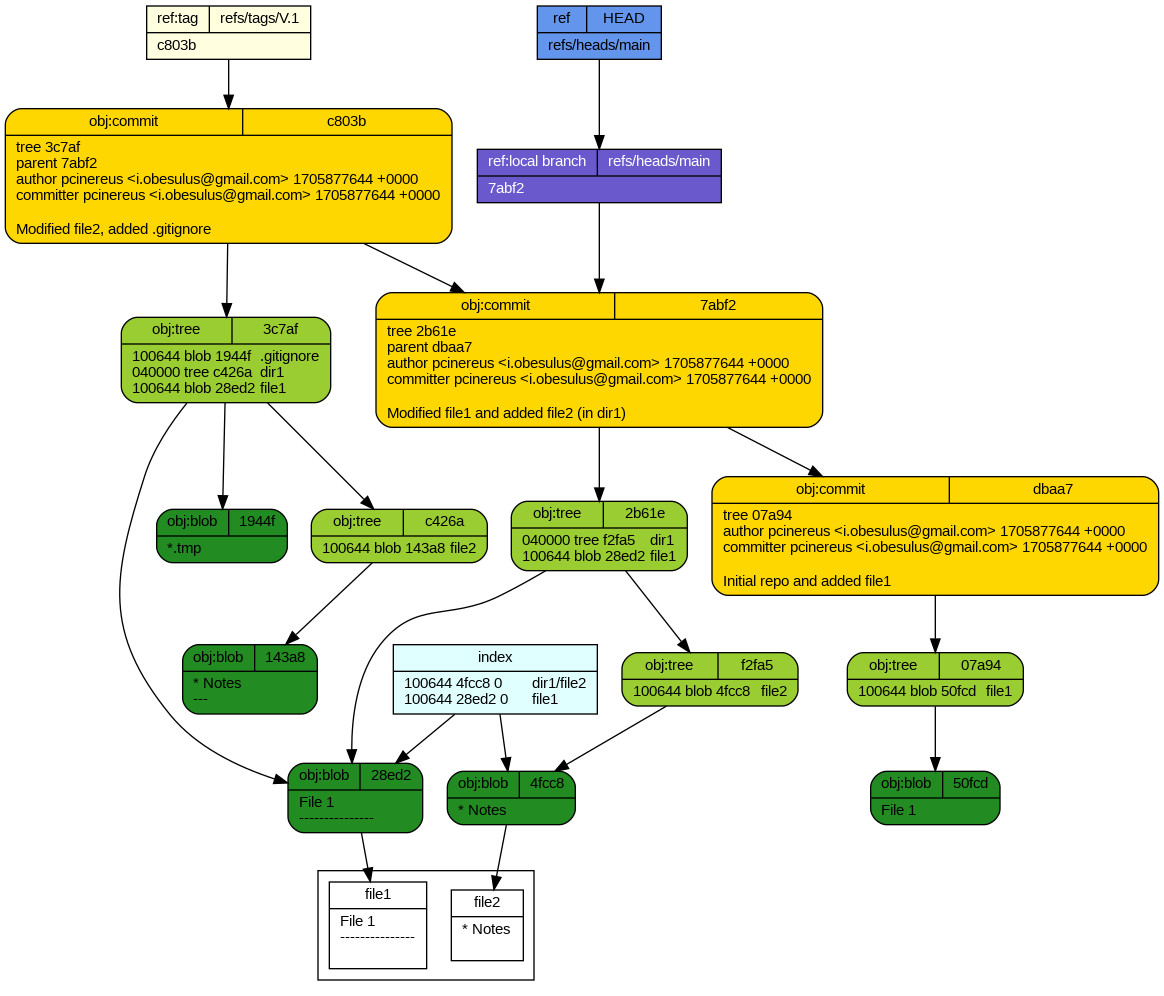 ref:tag refs/tags/V.1
c803b
ref HEAD
refs/heads/main
obj:commit c803b
tree 3c7af
parent 7abf2
author pcinereus <i.obesulus@gmail.com> 1705877644 +0000
committer pcinereus <i.obesulus@gmail.com> 1705877644 +0000
Modified file2, added .gitignore
ref:local branch refs/heads/main
7abf2
obj:commit 7abf2
tree 2b61e
parent dbaa7
author pcinereus <i.obesulus@gmail.com> 1705877644 +0000
committer pcinereus <i.obesulus@gmail.com> 1705877644 +0000
Modified file1 and added file2 (in dir1)
obj:tree 3c7af
100644 blob 1944f .gitignore
040000 tree c426a dir1
100644 blob 28ed2 file1
obj:commit dbaa7
tree 07a94
author pcinereus <i.obesulus@gmail.com> 1705877644 +0000
committer pcinereus <i.obesulus@gmail.com> 1705877644 +0000
Initial repo and added file1
obj:blob 1944f
*.tmp
obj:tree c426a
100644 blob 143a8 file2
obj:tree 2b61e
040000 tree f2fa5 dir1
100644 blob 28ed2 file1
obj:blob 143a8
* Notes
---
index
100644 4fcc8 0 dir1/file2
100644 28ed2 0 file1
obj:tree f2fa5
100644 blob 4fcc8 file2
obj:tree 07a94
100644 blob 50fcd file1
obj:blob 28ed2
File 1
---------------
obj:blob 4fcc8
* Notes
obj:blob 50fcd
File 1
file1
File 1
---------------
file2
* Notes